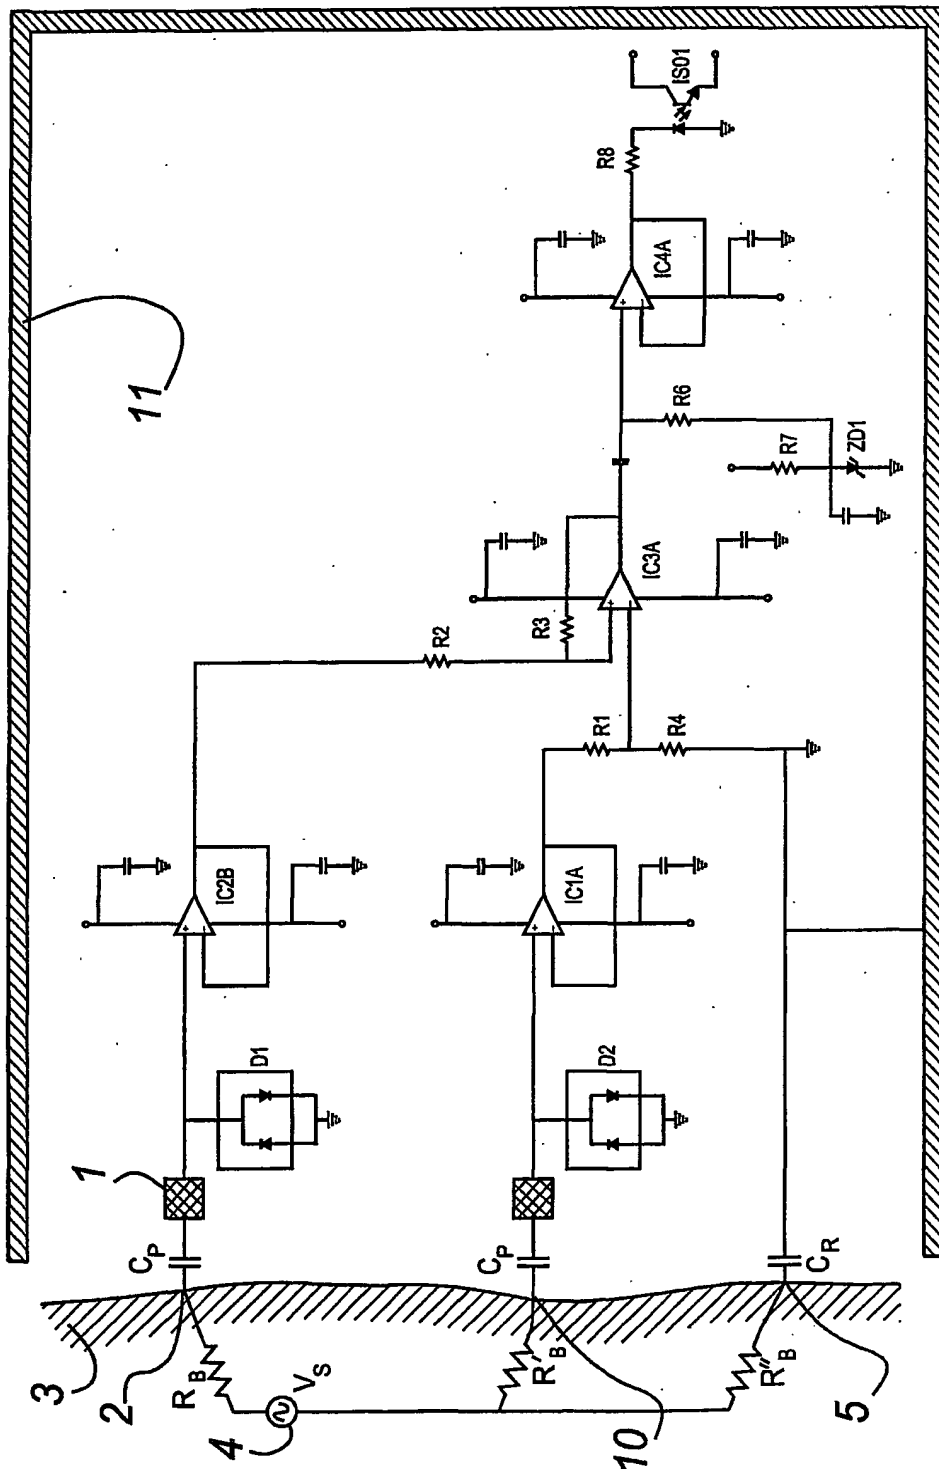 11
ISO1
R8
IC4A
R6
R7
ZD1
IC3A
R3
R2
R1
R4
IC2B
IC1A
D1
D2
1
CP
CP
CR
3
2
RB
VS
4
R'B
10
R"B
5